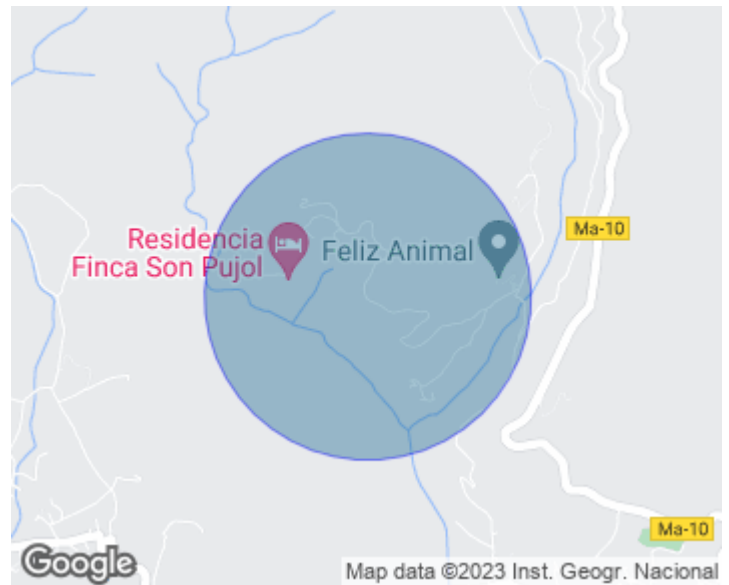 Residencia
Finca Son Pujol
Feliz Animal
Ma-10
Ma-10
Google
Map data ©2023 Inst. Geogr. Nacional